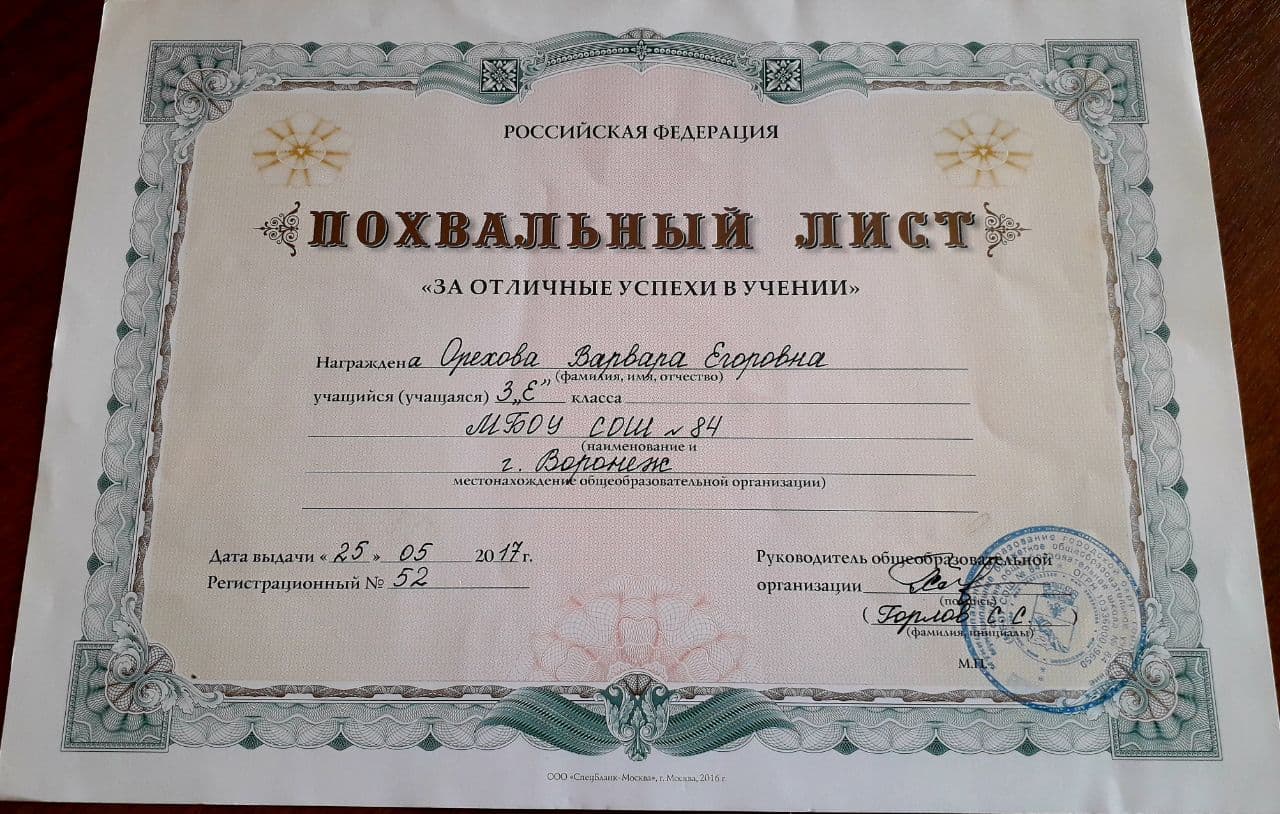 РОССИЙСКАЯ ФЕДЕРАЦИЯ
ПОХВАЛЬНЫЙ ЛИСТ
«ЗА ОТЛИЧНЫЕ УСПЕХИ В УЧЕНИИ»
Награждена Орехова Варвара Егоровна
(фамилия, имя, отчество)
учащийся (учащаяся) 3 „Е” класса
МБОУ СОШ № 84
(наименование и
г. Воронеж
местонахождение общеобразовательной организации)
Дата выдачи « 25 » 05 2017 г.
Регистрационный № 52
Руководитель общеобразовательной
организации
(подпись)
(Горлов С.С.)
(фамилия, инициалы)
М.П.
ООО «СпецБланк-Москва», г. Москва, 2016 г.